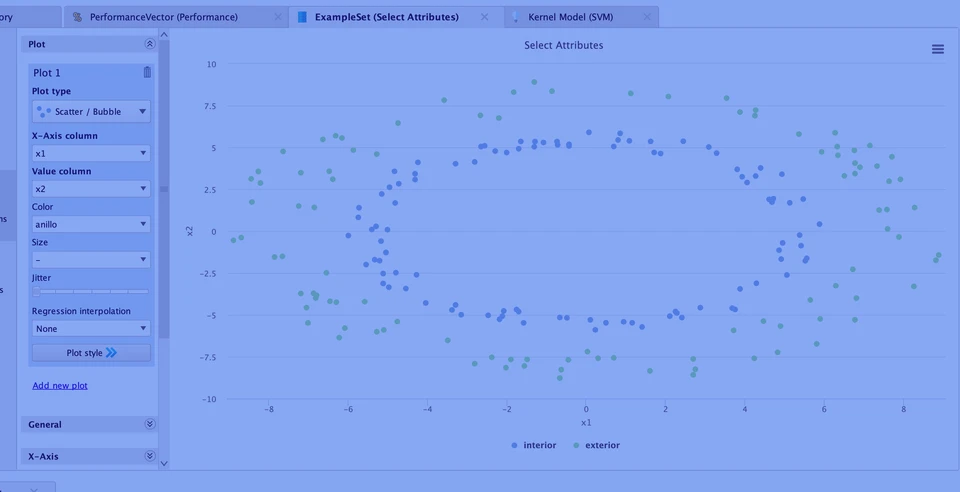 ory
PerformanceVector (Performance)
ExampleSet (Select Attributes)
Kernel Model (SVM)
Plot
Plot 1
Plot type
Scatter / Bubble
X-Axis column
x1
Value column
x2
Color
anillo
Size
–
Jitter
Regression interpolation
None
Plot style
Add new plot
General
X-Axis
ns
s
Select Attributes
10
7.5
5
2.5
0
−2.5
−5
−7.5
−10
x2
−8 −6 −4 −2 0 2 4 6 8
x1
interior exterior